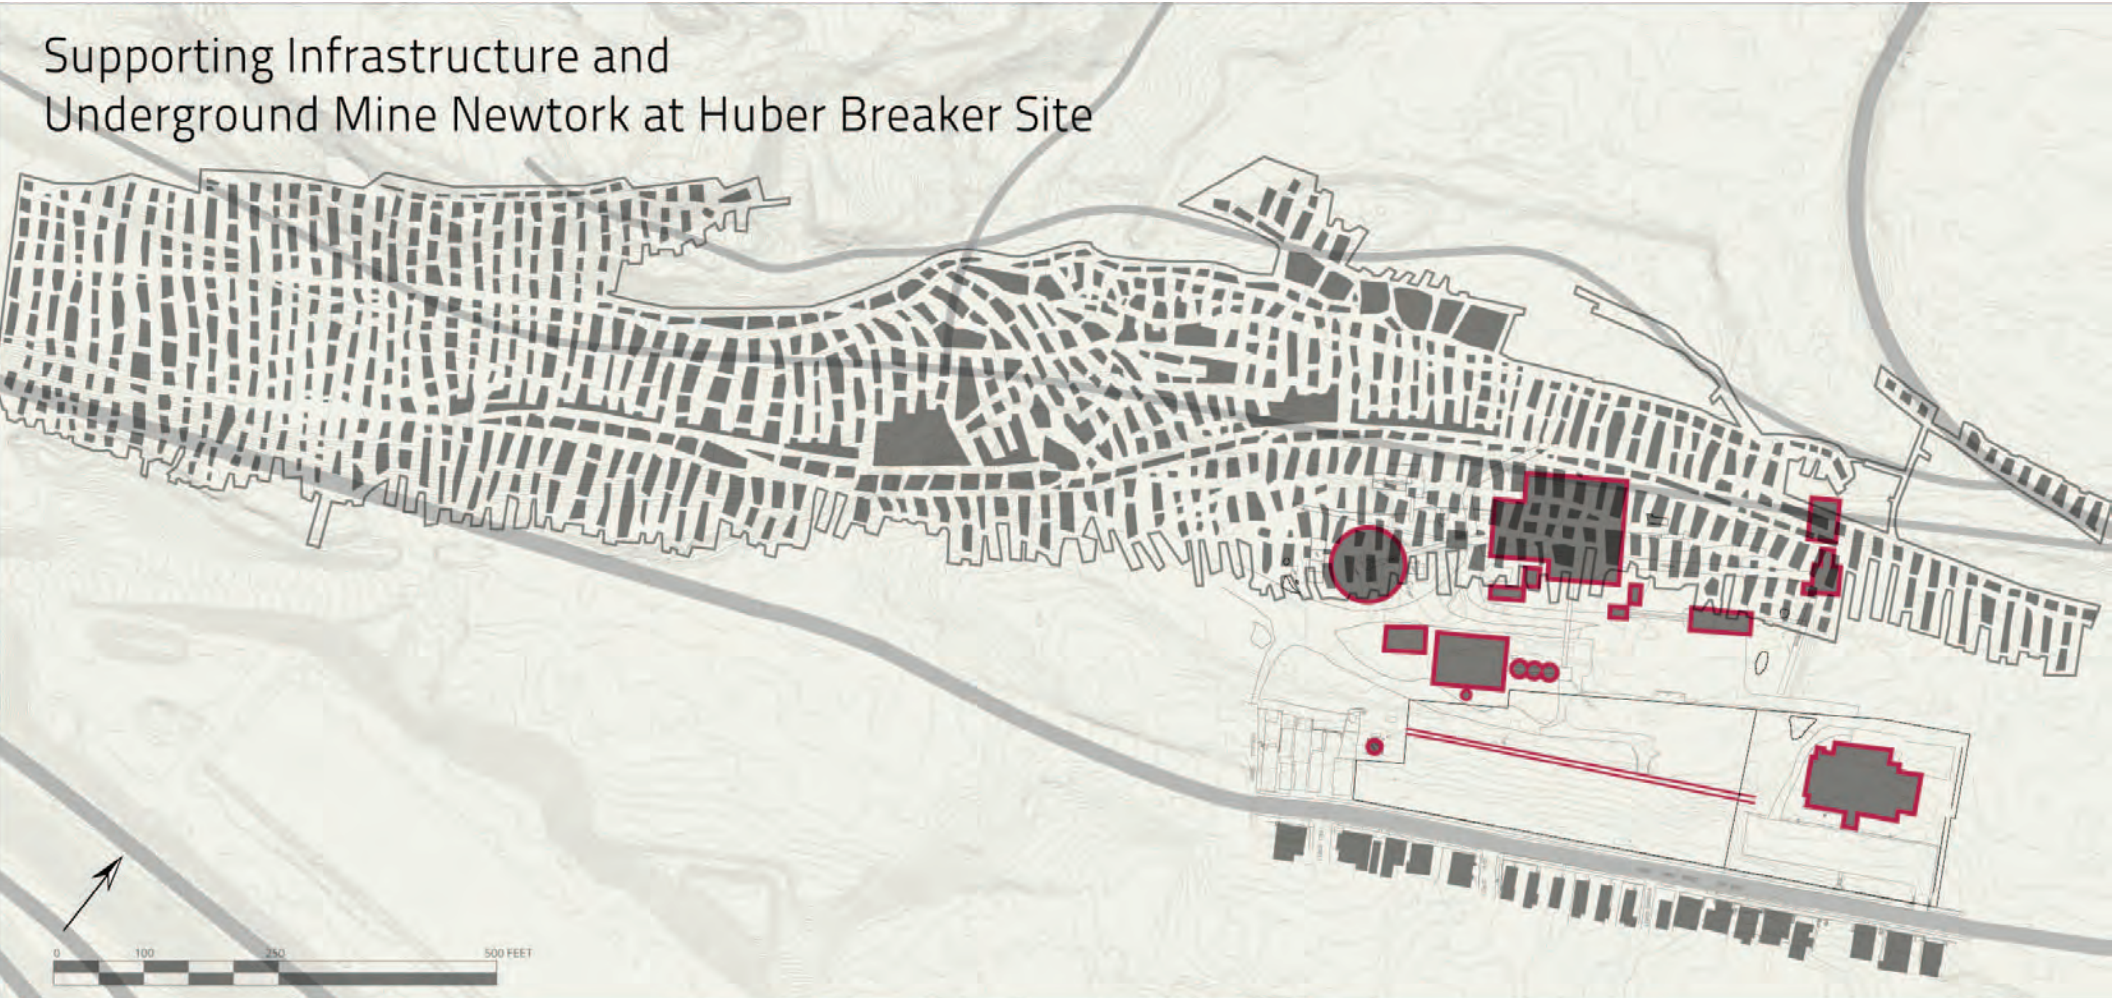 Supporting Infrastructure and
Underground Mine Newtork at Huber Breaker Site
0 100 250 500 FEET